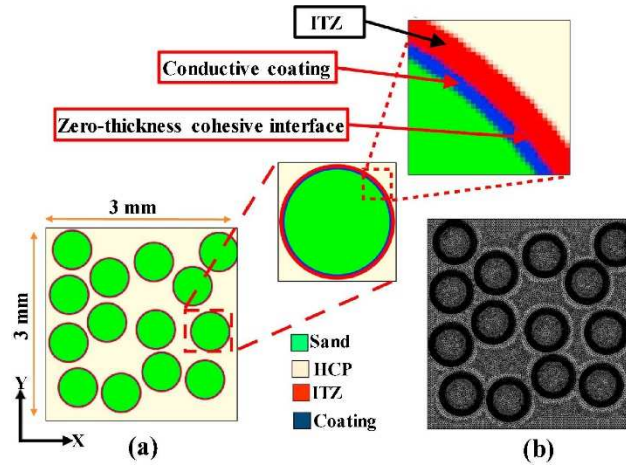 ITZ
Conductive coating
Zero-thickness cohesive interface
3 mm
3 mm
Sand
HCP
ITZ
Coating
Y
X
(a)
(b)